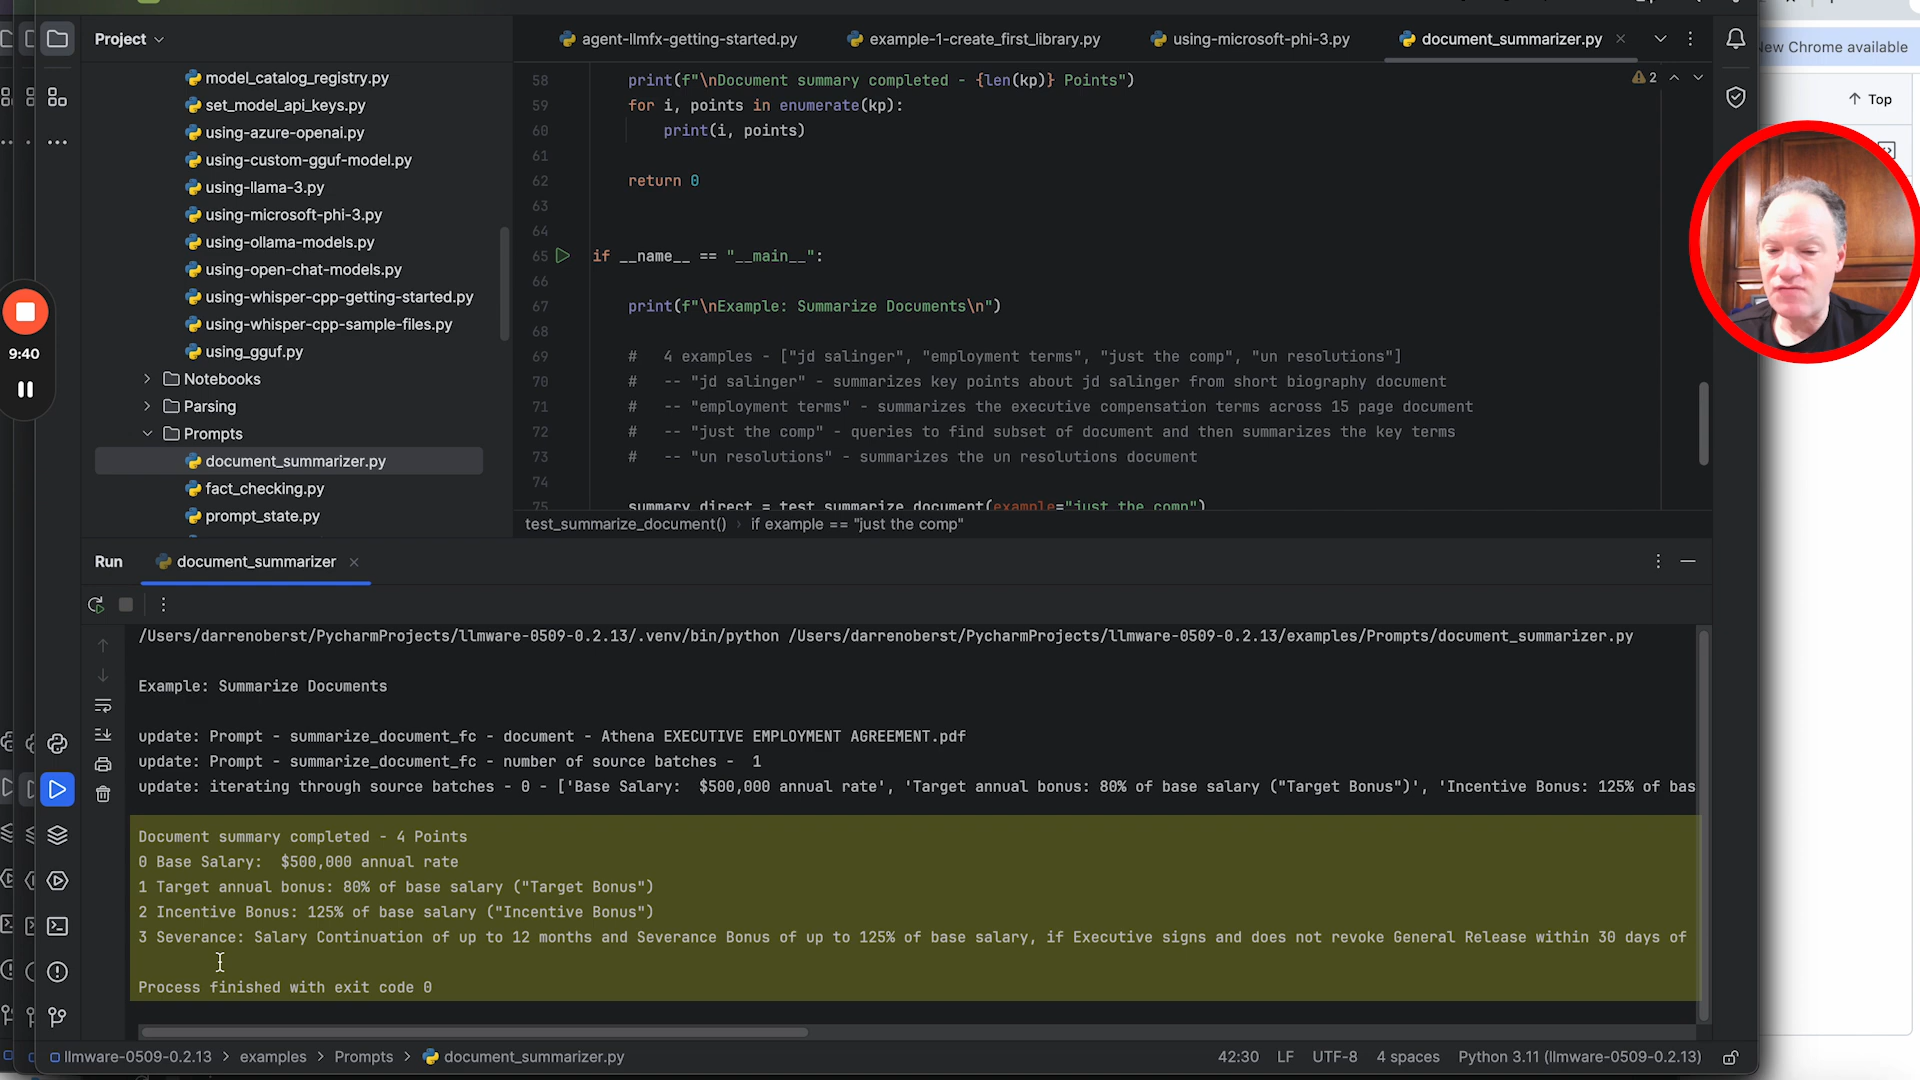 Project
agent-llmfx-getting-started.py
example-1-create_first_library.py
using-microsoft-phi-3.py
document_summarizer.py
New Chrome available
Top
model_catalog_registry.py
set_model_api_keys.py
using-azure-openai.py
using-custom-gguf-model.py
using-llama-3.py
using-microsoft-phi-3.py
using-ollama-models.py
using-open-chat-models.py
using-whisper-cpp-getting-started.py
using-whisper-cpp-sample-files.py
using_gguf.py
Notebooks
Parsing
Prompts
document_summarizer.py
fact_checking.py
prompt_state.py
9:40
2
58 print(f"\nDocument summary completed - {len(kp)} Points")
59 for i, points in enumerate(kp):
60 print(i, points)
61
62 return 0
63
64
65 if __name__ == "__main__":
66
67 print(f"\nExample: Summarize Documents\n")
68
69 # 4 examples - ["jd salinger", "employment terms", "just the comp", "un resolutions"]
70 # -- "jd salinger" - summarizes key points about jd salinger from short biography document
71 # -- "employment terms" - summarizes the executive compensation terms across 15 page document
72 # -- "just the comp" - queries to find subset of document and then summarizes the key terms
73 # -- "un resolutions" - summarizes the un resolutions document
74
75 summary_direct = test_summarize_document(example="just the comp")
test_summarize_document() › if example == "just the comp"
Run
document_summarizer
/Users/darrenoberst/PycharmProjects/llmware-0509-0.2.13/.venv/bin/python /Users/darrenoberst/PycharmProjects/llmware-0509-0.2.13/examples/Prompts/document_summarizer.py
Example: Summarize Documents
update: Prompt - summarize_document_fc - document - Athena EXECUTIVE EMPLOYMENT AGREEMENT.pdf
update: Prompt - summarize_document_fc - number of source batches - 1
update: iterating through source batches - 0 - ['Base Salary: $500,000 annual rate', 'Target annual bonus: 80% of base salary ("Target Bonus")', 'Incentive Bonus: 125% of bas
Document summary completed - 4 Points
0 Base Salary: $500,000 annual rate
1 Target annual bonus: 80% of base salary ("Target Bonus")
2 Incentive Bonus: 125% of base salary ("Incentive Bonus")
3 Severance: Salary Continuation of up to 12 months and Severance Bonus of up to 125% of base salary, if Executive signs and does not revoke General Release within 30 days of
Process finished with exit code 0
llmware-0509-0.2.13 › examples › Prompts › document_summarizer.py
42:30 LF UTF-8 4 spaces Python 3.11 (llmware-0509-0.2.13)